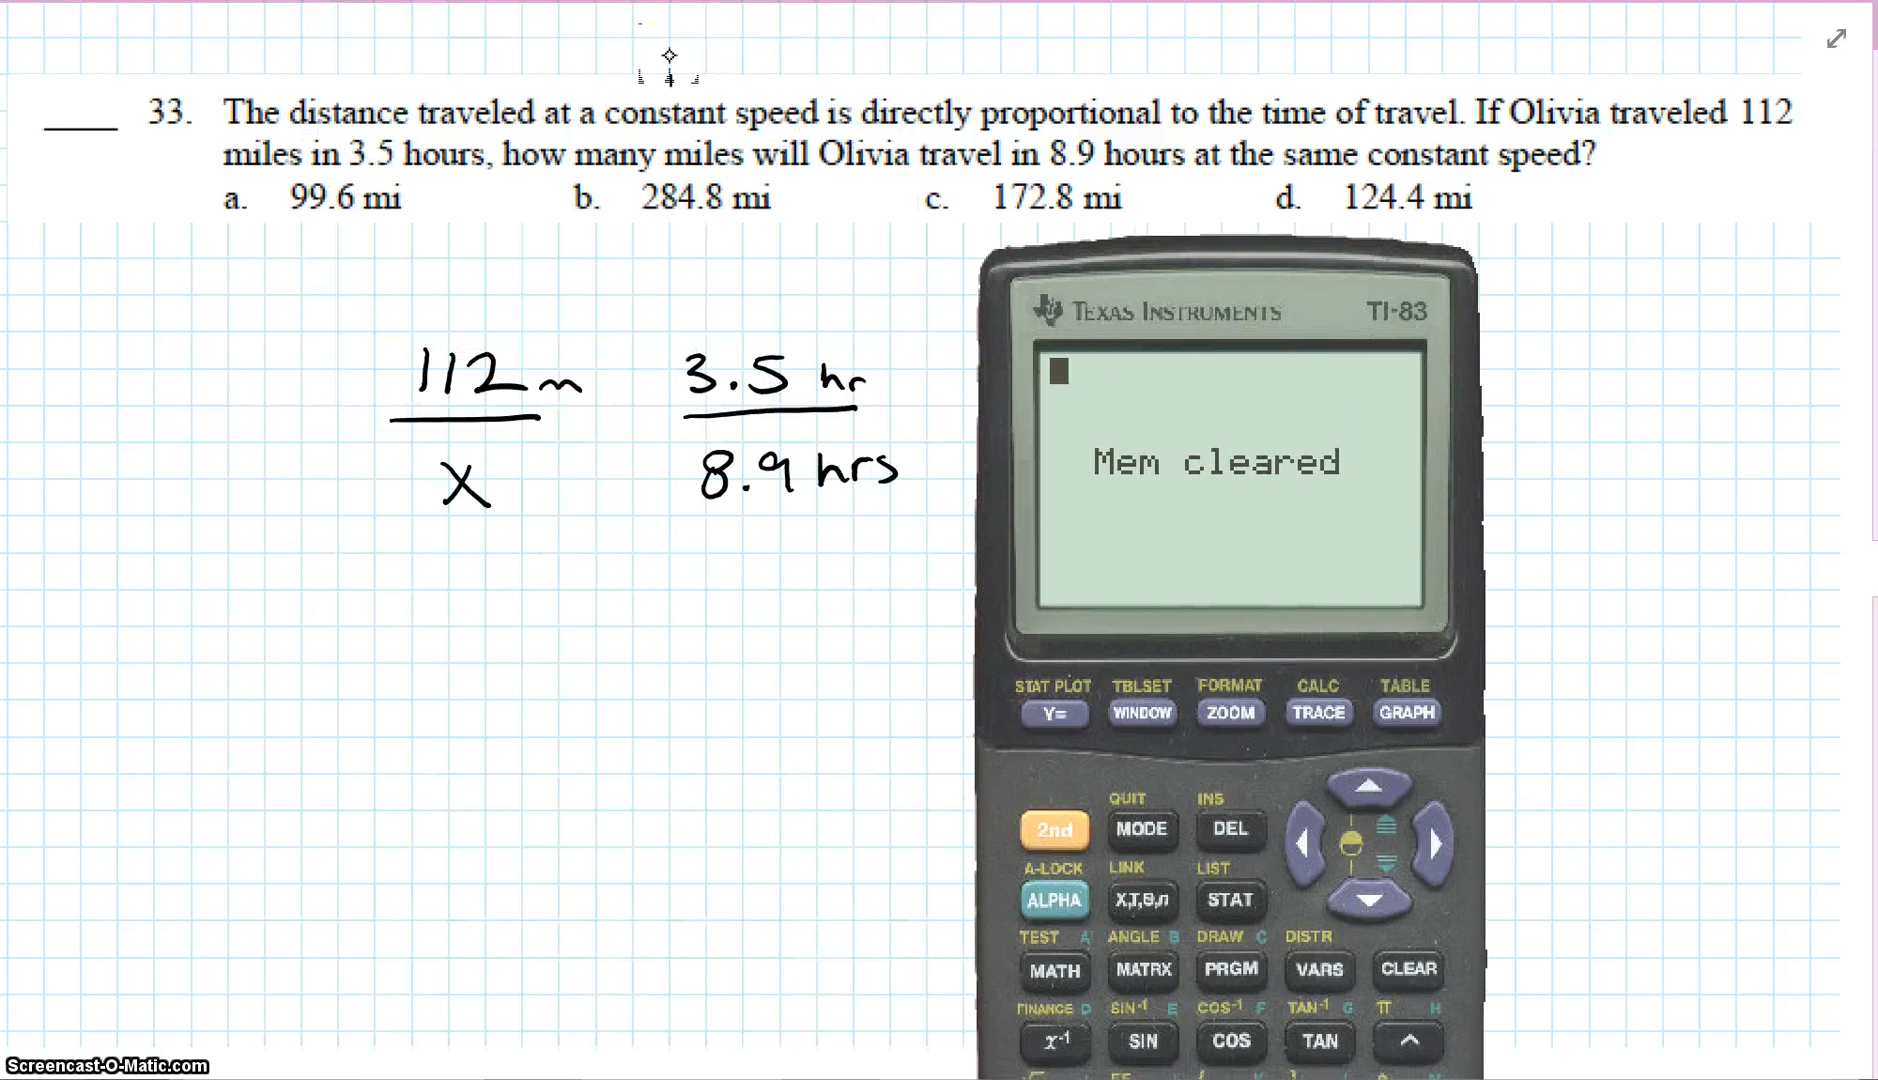 ____ 33. The distance traveled at a constant speed is directly proportional to the time of travel. If Olivia traveled 112
miles in 3.5 hours, how many miles will Olivia travel in 8.9 hours at the same constant speed?
a. 99.6 mi b. 284.8 mi c. 172.8 mi d. 124.4 mi
112 m 3.5 hr
x 8.9 hrs
TEXAS INSTRUMENTS TI-83
Mem cleared
STAT PLOT TBLSET FORMAT CALC TABLE
Y= WINDOW ZOOM TRACE GRAPH
QUIT INS
2nd MODE DEL
A-LOCK LINK LIST
ALPHA X,T,θ,n STAT
TEST A ANGLE B DRAW C DISTR
MATH MATRX PRGM VARS CLEAR
FINANCE D SIN⁻¹ E COS⁻¹ F TAN⁻¹ G π H
x⁻¹ SIN COS TAN ^
Screencast-O-Matic.com